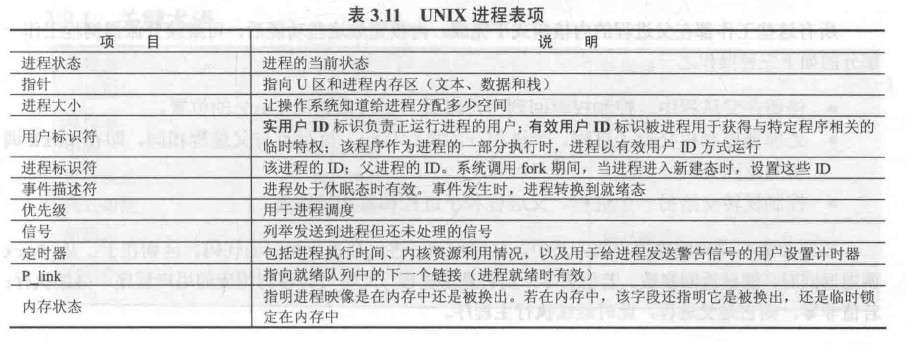 表 3.11 UNIX 进程表项
项 目 说 明
进程状态 进程的当前状态
指针 指向 U 区和进程内存区（文本、数据和栈）
进程大小 让操作系统知道给进程分配多少空间
用户标识符 实用户 ID 标识负责正运行进程的用户；有效用户 ID 标识被进程用于获得与特定程序相关的
临时特权；该程序作为进程的一部分执行时，进程以有效用户 ID 方式运行
进程标识符 该进程的 ID；父进程的 ID。系统调用 fork 期间，当进程进入新建态时，设置这些 ID
事件描述符 进程处于休眠态时有效。事件发生时，进程转换到就绪态
优先级 用于进程调度
信号 列举发送到进程但还未处理的信号
定时器 包括进程执行时间、内核资源利用情况，以及用于给进程发送警告信号的用户设置计时器
P_link 指向就绪队列中的下一个链接（进程就绪时有效）
内存状态 指明进程映像是在内存中还是被换出。若在内存中，该字段还指明它是被换出，还是临时锁
定在内存中